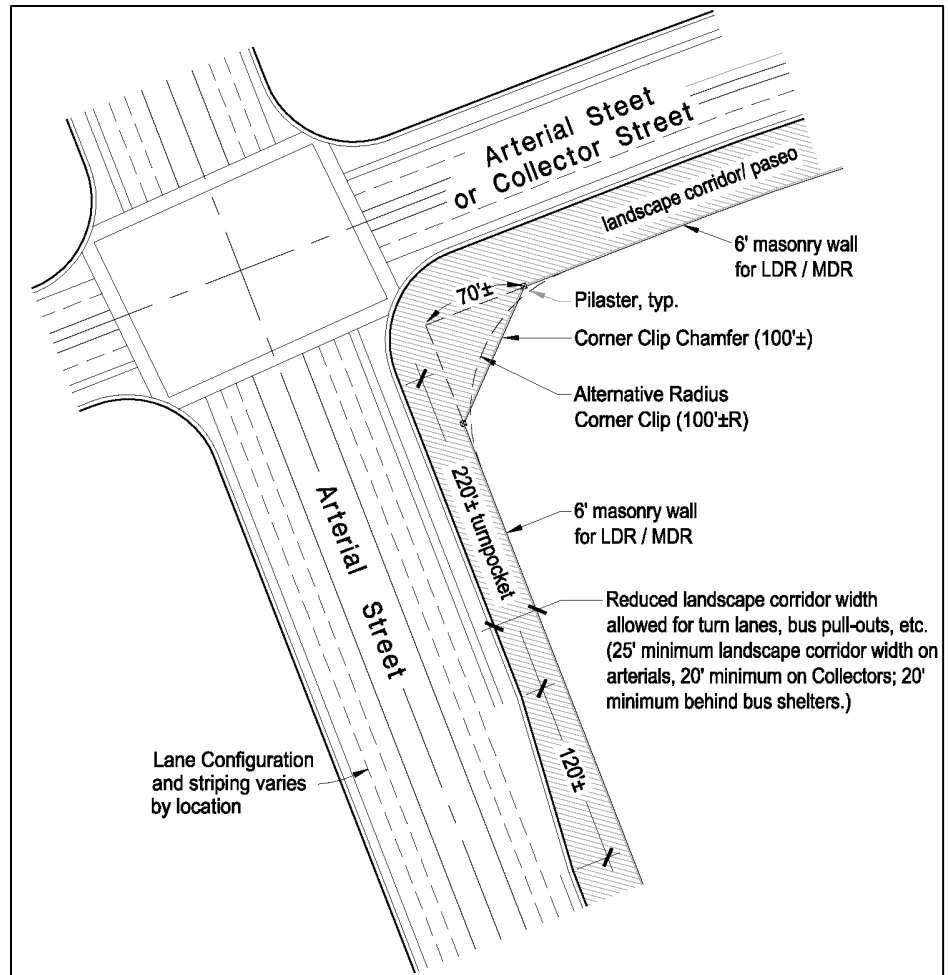 Arterial Steet
or Collector Street
landscape corridor/ paseo
6' masonry wall
for LDR / MDR
70'±
Pilaster, typ.
Corner Clip Chamfer (100'±)
Alternative Radius
Corner Clip (100'±R)
220'± turnpocket
Arterial Street
6' masonry wall
for LDR / MDR
Reduced landscape corridor width
allowed for turn lanes, bus pull-outs, etc.
(25' minimum landscape corridor width on
arterials, 20' minimum on Collectors; 20'
minimum behind bus shelters.)
120'±
Lane Configuration
and striping varies
by location